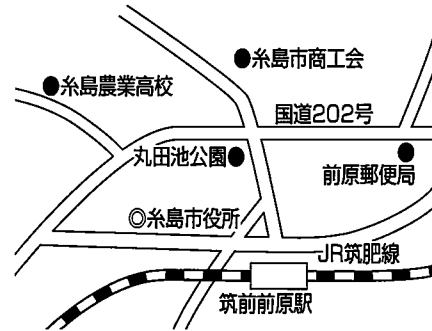 糸島市商工会
糸島農業高校
国道202号
丸田池公園
前原郵便局
糸島市役所
JR筑肥線
筑前前原駅